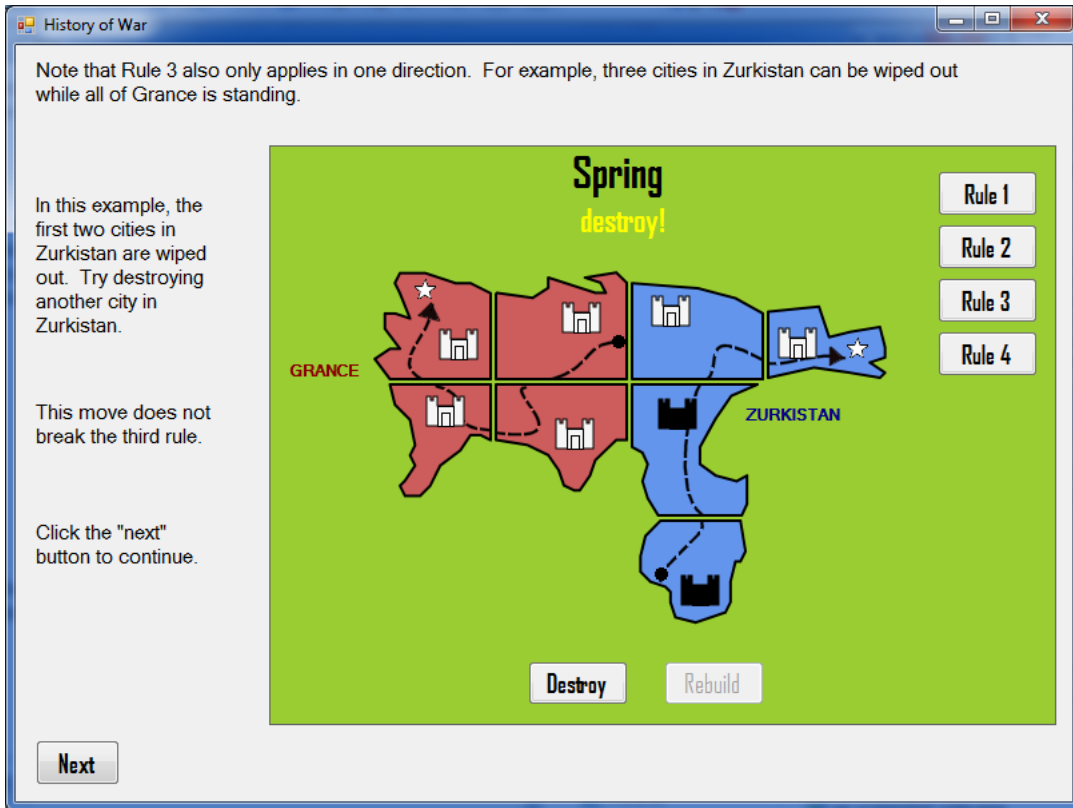 History of War
Note that Rule 3 also only applies in one direction.  For example, three cities in Zurkistan can be wiped out
while all of Grance is standing.
In this example, the
first two cities in
Zurkistan are wiped
out.  Try destroying
another city in
Zurkistan.
This move does not
break the third rule.
Click the "next"
button to continue.
Spring
destroy!
Rule 1
Rule 2
Rule 3
Rule 4
GRANCE
ZURKISTAN
Destroy
Rebuild
Next